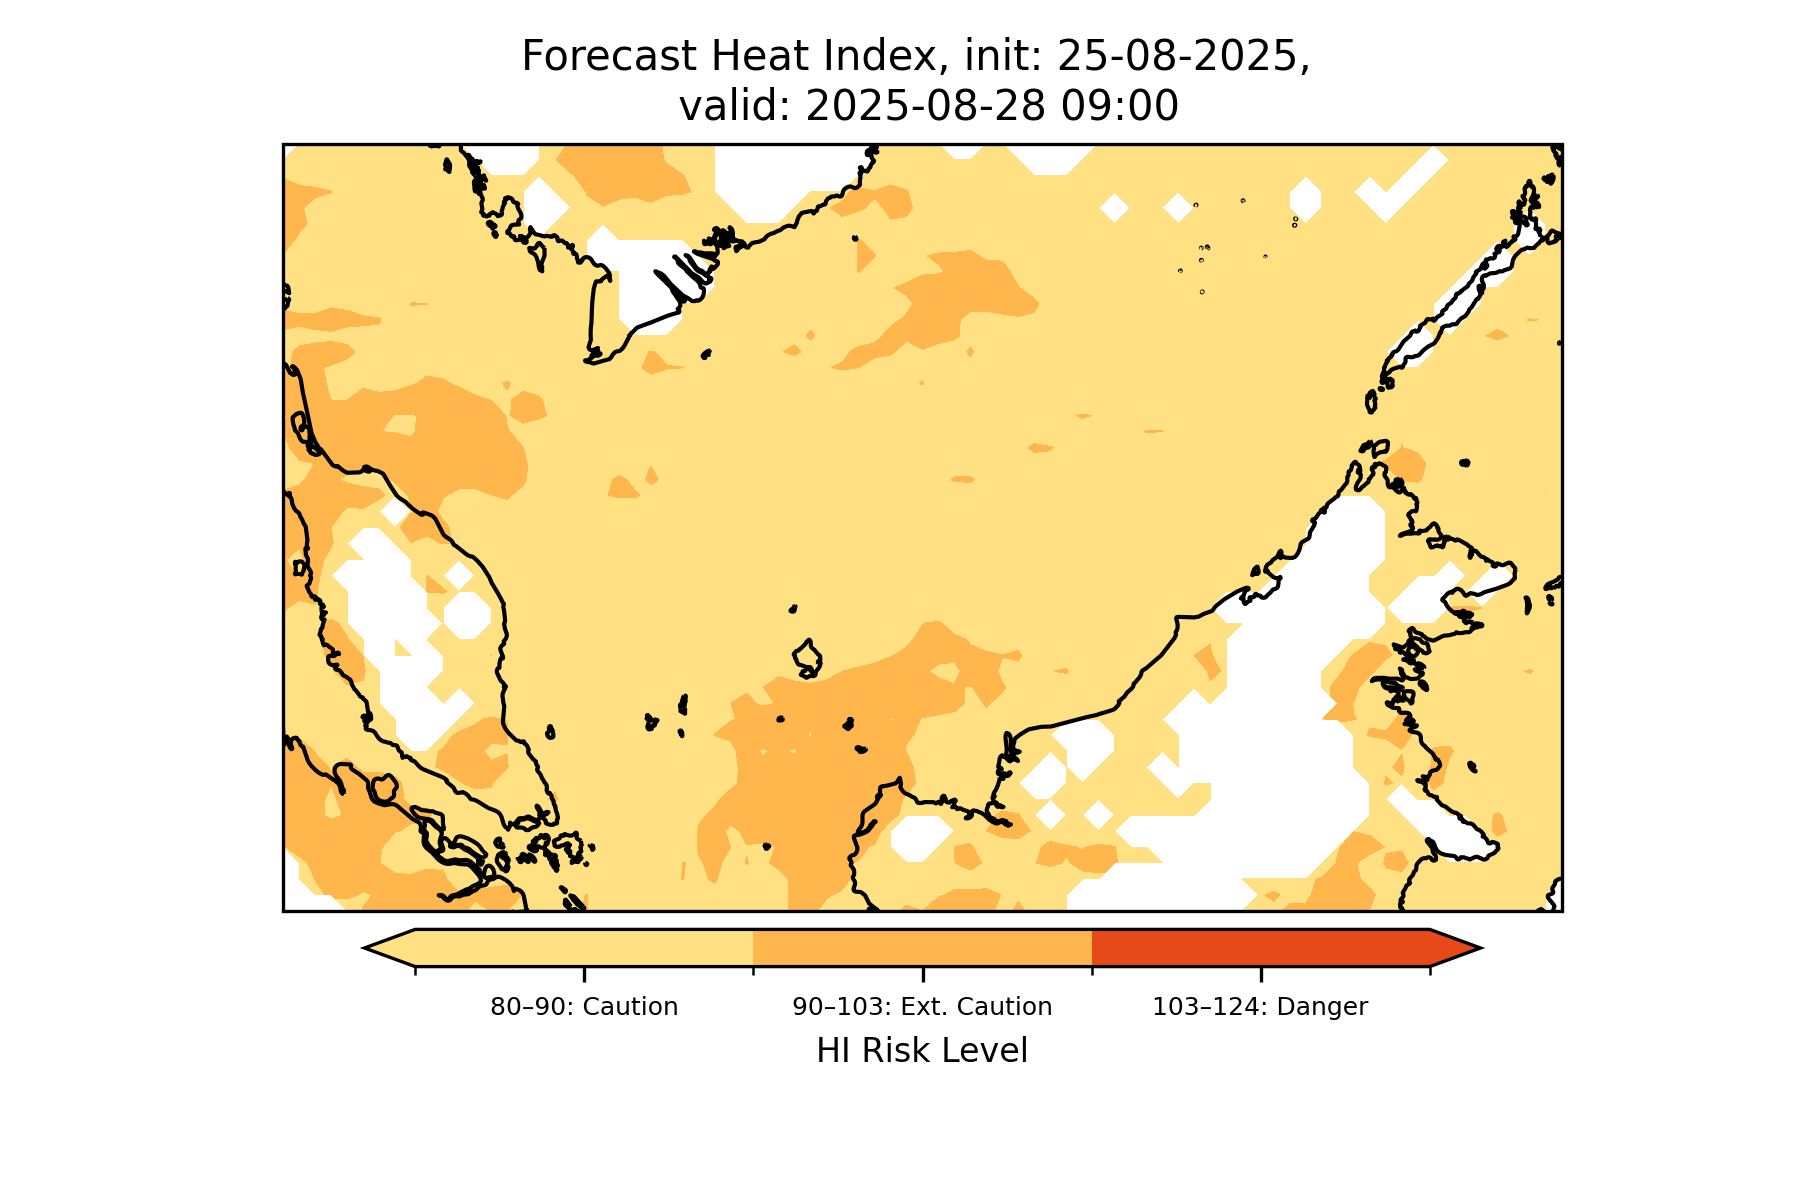 Forecast Heat Index, init: 25-08-2025,
valid: 2025-08-28 09:00
80–90: Caution
90–103: Ext. Caution
103–124: Danger
HI Risk Level